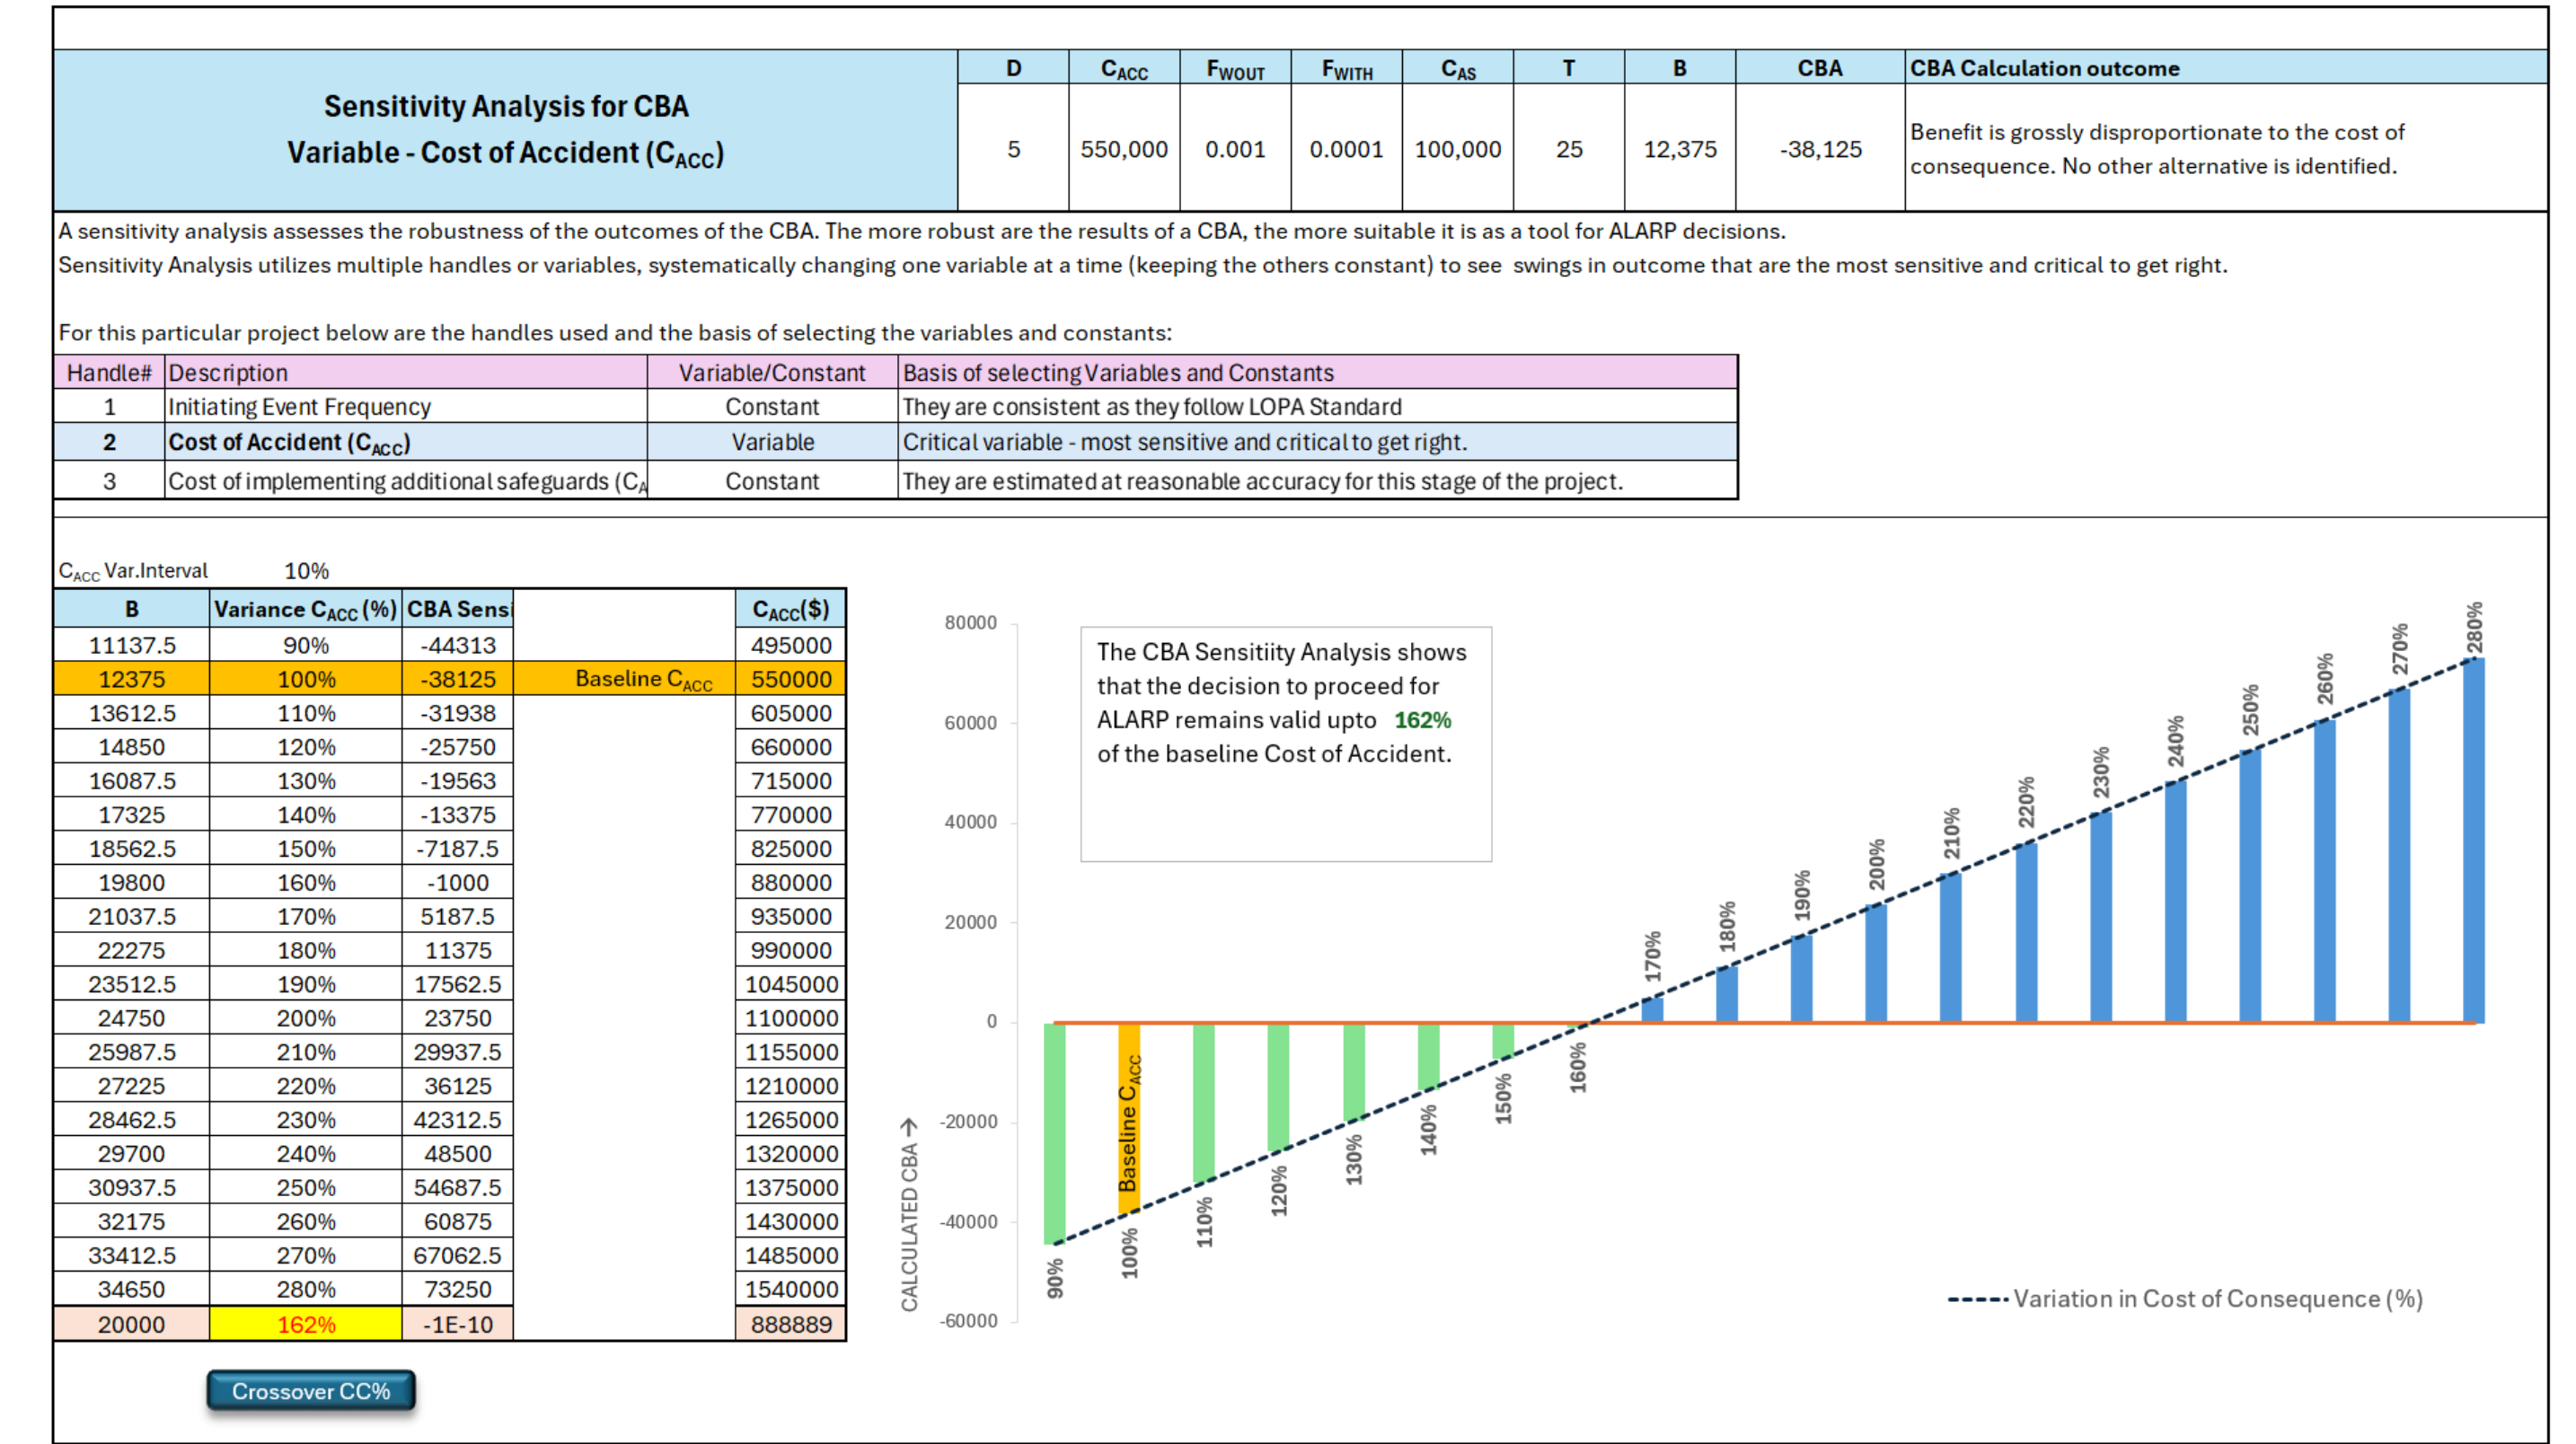 Sensitivity Analysis for CBA
Variable - Cost of Accident (CACC)
D CACC FWOUT FWITH CAS T B CBA CBA Calculation outcome
5 550,000 0.001 0.0001 100,000 25 12,375 -38,125
Benefit is grossly disproportionate to the cost of
consequence. No other alternative is identified.
A sensitivity analysis assesses the robustness of the outcomes of the CBA. The more robust are the results of a CBA, the more suitable it is as a tool for ALARP decisions.
Sensitivity Analysis utilizes multiple handles or variables, systematically changing one variable at a time (keeping the others constant) to see swings in outcome that are the most sensitive and critical to get right.
For this particular project below are the handles used and the basis of selecting the variables and constants:
Handle# Description Variable/Constant Basis of selecting Variables and Constants
1 Initiating Event Frequency Constant They are consistent as they follow LOPA Standard
2 Cost of Accident (CACC) Variable Critical variable - most sensitive and critical to get right.
3 Cost of implementing additional safeguards (CA Constant They are estimated at reasonable accuracy for this stage of the project.
CACC Var.Interval 10%
B Variance CACC (%) CBA Sensi CACC($)
11137.5 90% -44313 495000
12375 100% -38125 Baseline CACC 550000
13612.5 110% -31938 605000
14850 120% -25750 660000
16087.5 130% -19563 715000
17325 140% -13375 770000
18562.5 150% -7187.5 825000
19800 160% -1000 880000
21037.5 170% 5187.5 935000
22275 180% 11375 990000
23512.5 190% 17562.5 1045000
24750 200% 23750 1100000
25987.5 210% 29937.5 1155000
27225 220% 36125 1210000
28462.5 230% 42312.5 1265000
29700 240% 48500 1320000
30937.5 250% 54687.5 1375000
32175 260% 60875 1430000
33412.5 270% 67062.5 1485000
34650 280% 73250 1540000
20000 162% -1E-10 888889
Crossover CC%
80000
60000
40000
20000
0
-20000
-40000
-60000
CALCULATED CBA →
The CBA Sensitiity Analysis shows
that the decision to proceed for
ALARP remains valid upto 162%
of the baseline Cost of Accident.
90%
100%
Baseline CACC
110%
120%
130%
140%
150%
160%
170%
180%
190%
200%
210%
220%
230%
240%
250%
260%
270%
280%
Variation in Cost of Consequence (%)